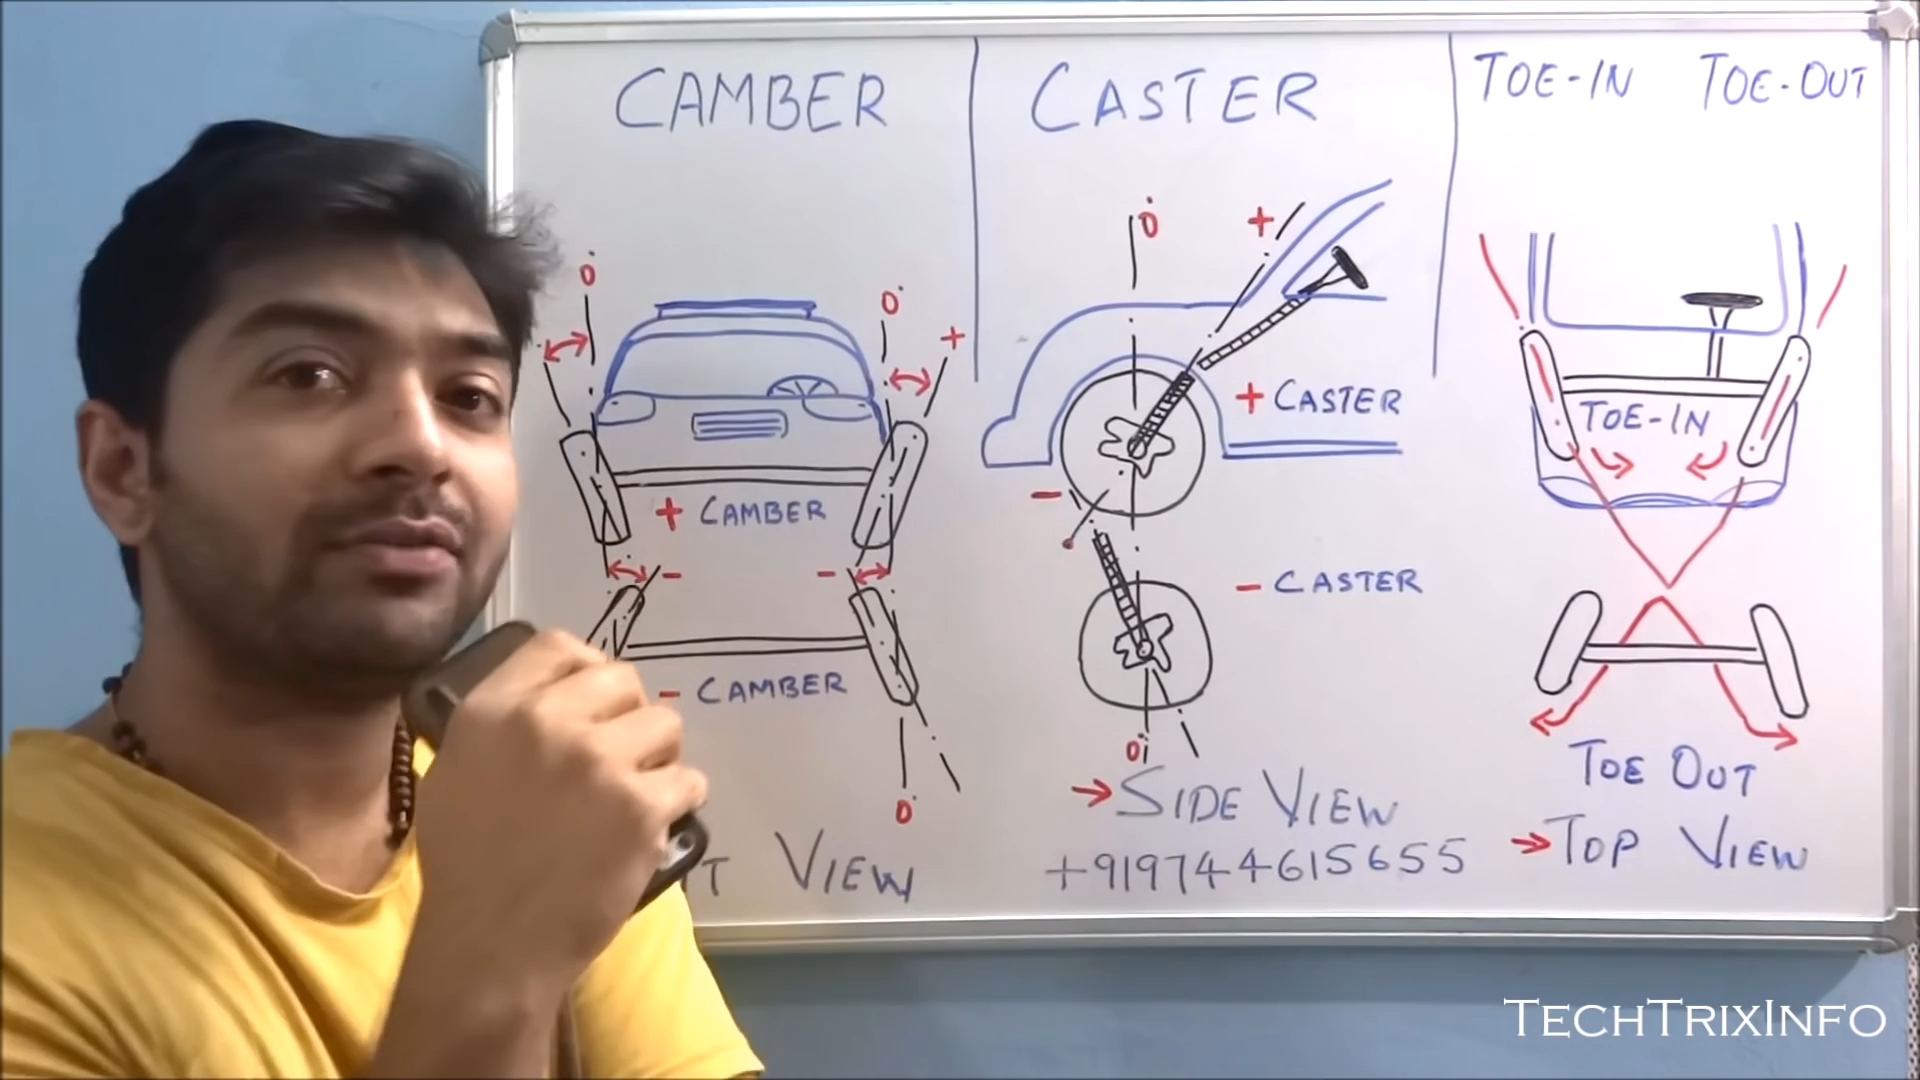 CAMBER
CASTER
TOE-IN TOE-OUT
0°
0°
+
0°
+
+ CASTER
TOE-IN
+ CAMBER
-
-
-
- CASTER
- CAMBER
0°
0°
TOE OUT
→ SIDE VIEW
→ TOP VIEW
VIEW
+919744615655
TECHTRIXINFO